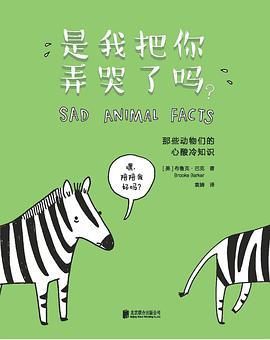 是我把你
弄哭了吗?
SAD ANIMAL FACTS
那些动物们的
心酸冷知识
[美]布鲁克·巴克 著
Brooke Barker
袁婧 译
嘿,
陪陪我
好吗?
北京联合出版公司